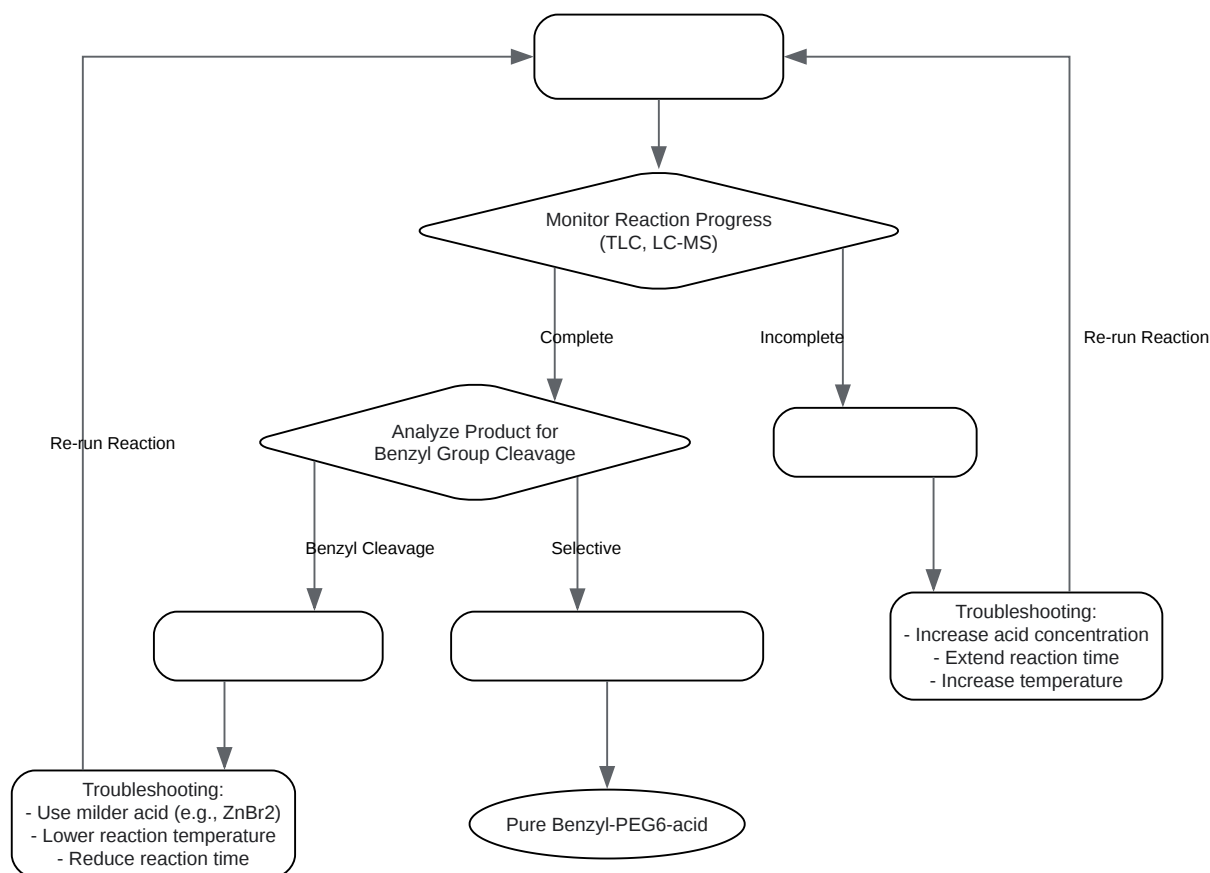 Monitor Reaction Progress
(TLC, LC-MS)
Complete
Incomplete
Re-run Reaction
Analyze Product for
Benzyl Group Cleavage
Re-run Reaction
Benzyl Cleavage
Selective
Troubleshooting:
- Increase acid concentration
- Extend reaction time
- Increase temperature
Troubleshooting:
- Use milder acid (e.g., ZnBr2)
- Lower reaction temperature
- Reduce reaction time
Pure Benzyl-PEG6-acid